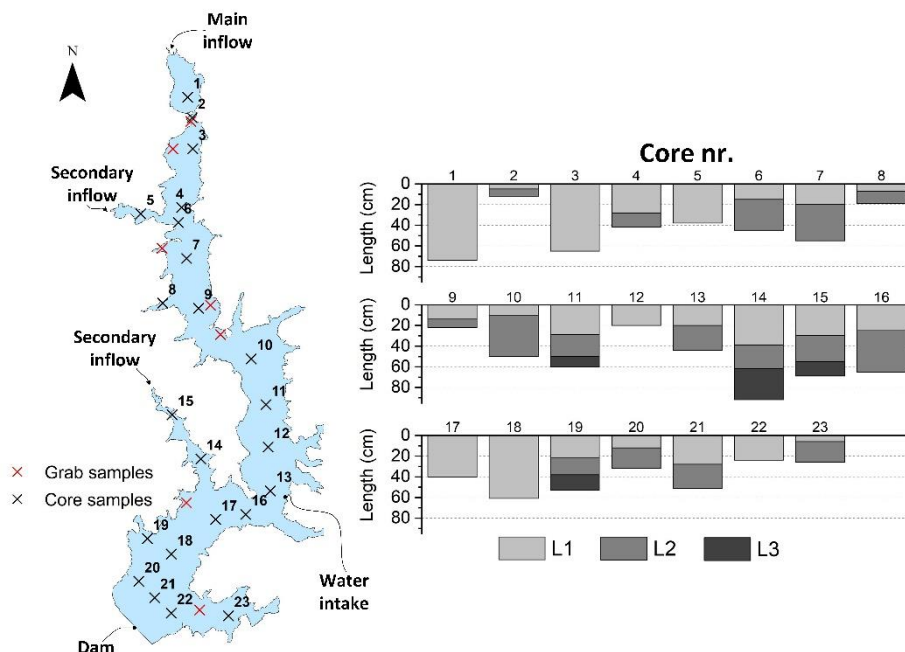 Main
inflow
N
1
2
3
Secondary
inflow
5
4
6
7
8
9
Secondary
inflow
10
11
15
12
14
13
17
16
19
18
20
21
22
23
Grab samples
Core samples
Water
intake
Dam
Core nr.
1 2 3 4 5 6 7 8
Length (cm)
0
20
40
60
80
9 10 11 12 13 14 15 16
Length (cm)
0
20
40
60
80
17 18 19 20 21 22 23
Length (cm)
0
20
40
60
80
L1 L2 L3